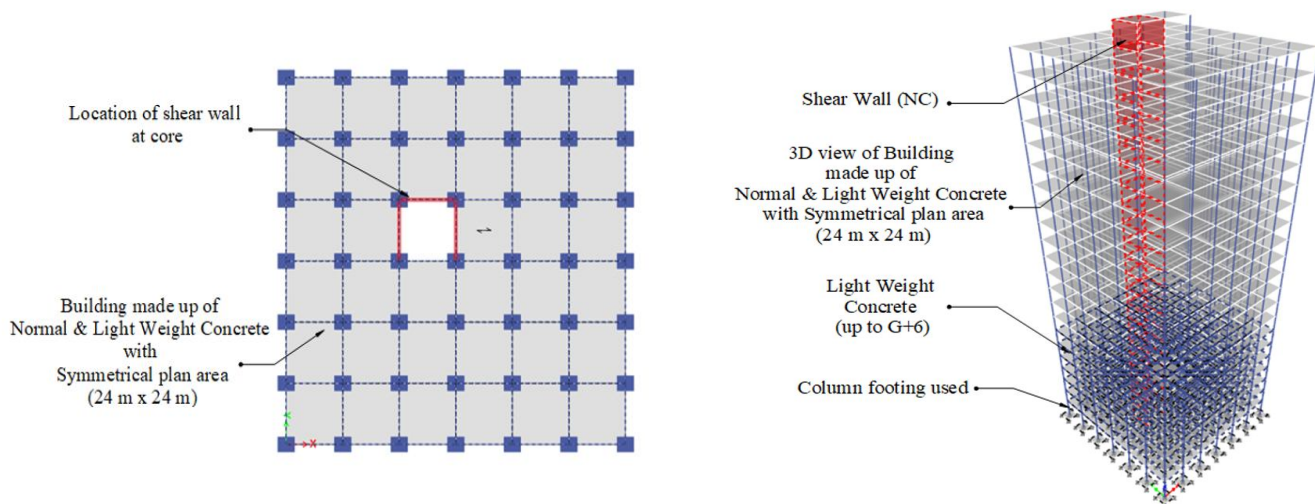 Location of shear wall
at core
Building made up of
Normal & Light Weight Concrete
with
Symmetrical plan area
(24 m x 24 m)
X
Shear Wall (NC)
3D view of Building
made up of
Normal & Light Weight Concrete
with Symmetrical plan area
(24 m x 24 m)
Light Weight
Concrete
(up to G+6)
Column footing used